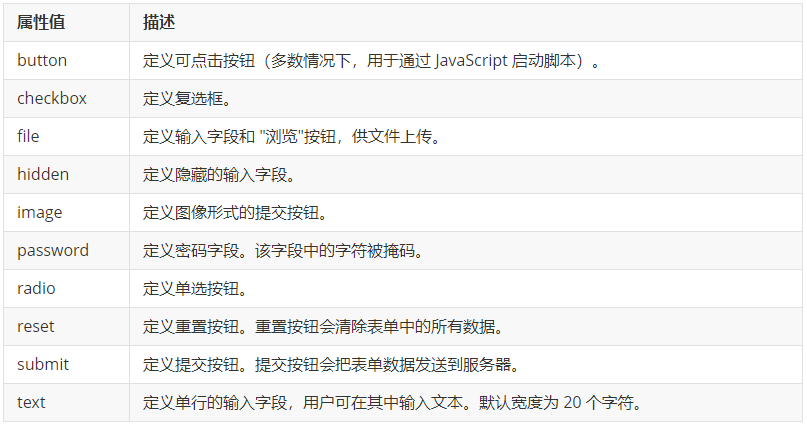 属性值 描述
button 定义可点击按钮（多数情况下，用于通过 JavaScript 启动脚本）。
checkbox 定义复选框。
file 定义输入字段和 "浏览"按钮，供文件上传。
hidden 定义隐藏的输入字段。
image 定义图像形式的提交按钮。
password 定义密码字段。该字段中的字符被掩码。
radio 定义单选按钮。
reset 定义重置按钮。重置按钮会清除表单中的所有数据。
submit 定义提交按钮。提交按钮会把表单数据发送到服务器。
text 定义单行的输入字段，用户可在其中输入文本。默认宽度为 20 个字符。